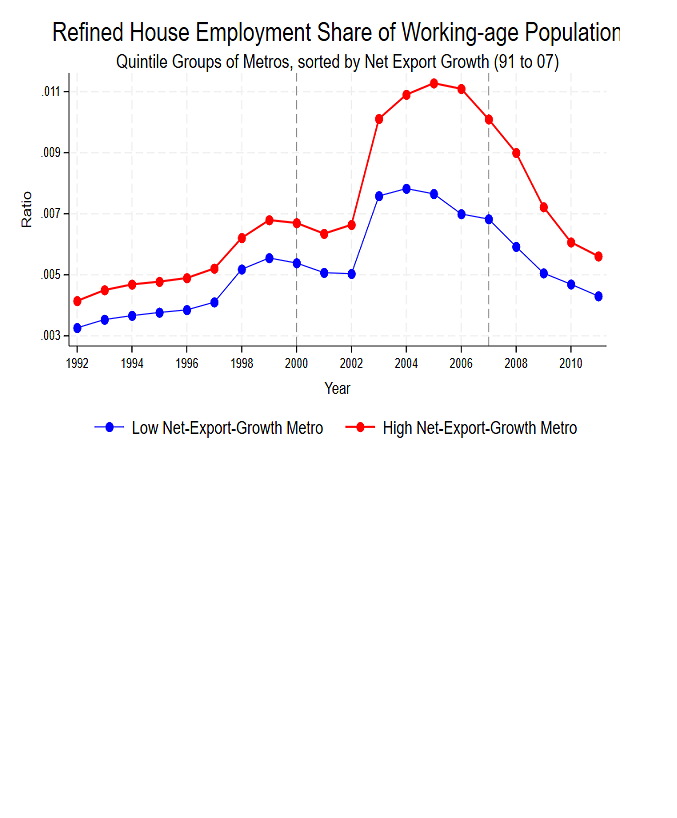 Refined House Employment Share of Working-age Population
Quintile Groups of Metros, sorted by Net Export Growth (91 to 07)
.011
.009
.007
.005
.003
Ratio
1992 1994 1996 1998 2000 2002 2004 2006 2008 2010
Year
Low Net-Export-Growth Metro High Net-Export-Growth Metro